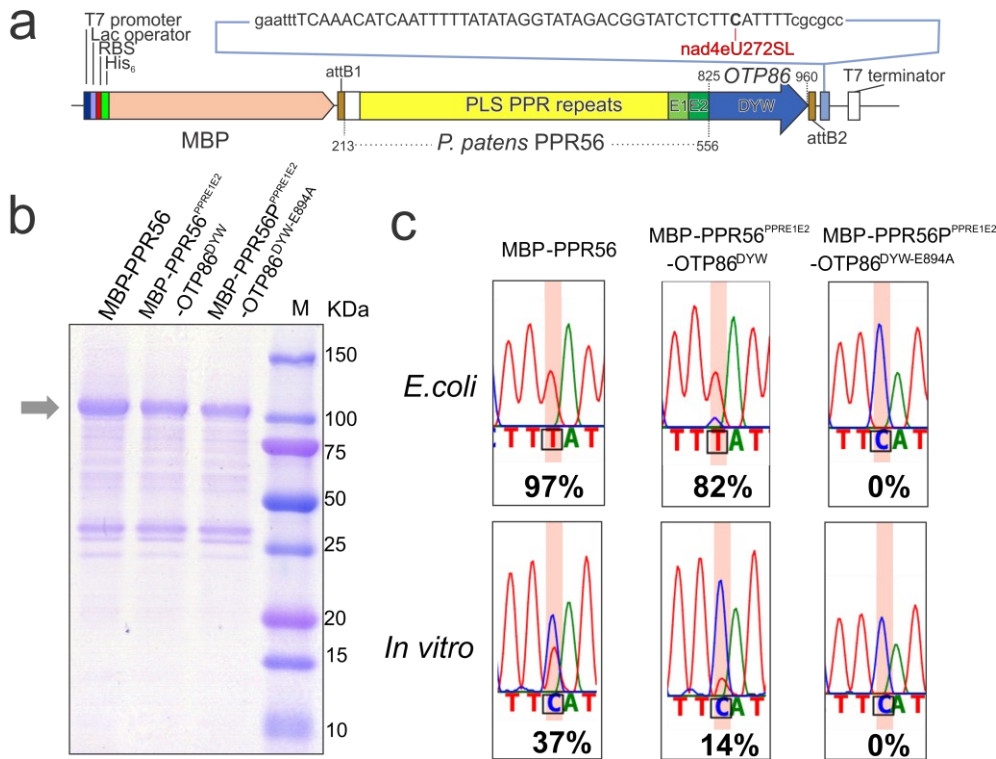 a
gaatttTCAAACATCAATTTTTATATAGGTATAGACGGTATCTCTTCATTTTcgcgcc
nad4eU272SL
T7 promoter
Lac operator
RBS
His6
attB1
825 OTP86 960
T7 terminator
PLS PPR repeats
E1 E2
DYW
MBP
213
P. patens PPR56
556
attB2
b
MBP-PPR56
MBP-PPR56PPRE1E2
-OTP86DYW
MBP-PPR56PPPRE1E2
-OTP86DYW-E894A
M KDa
150
100
75
50
25
20
15
10
c
MBP-PPR56
MBP-PPR56PPRE1E2
-OTP86DYW
MBP-PPR56PPPRE1E2
-OTP86DYW-E894A
E.coli
T T T A T
97%
T T T A T
82%
T T C A T
0%
In vitro
T T C A T
37%
T T C A T
14%
T T C A T
0%